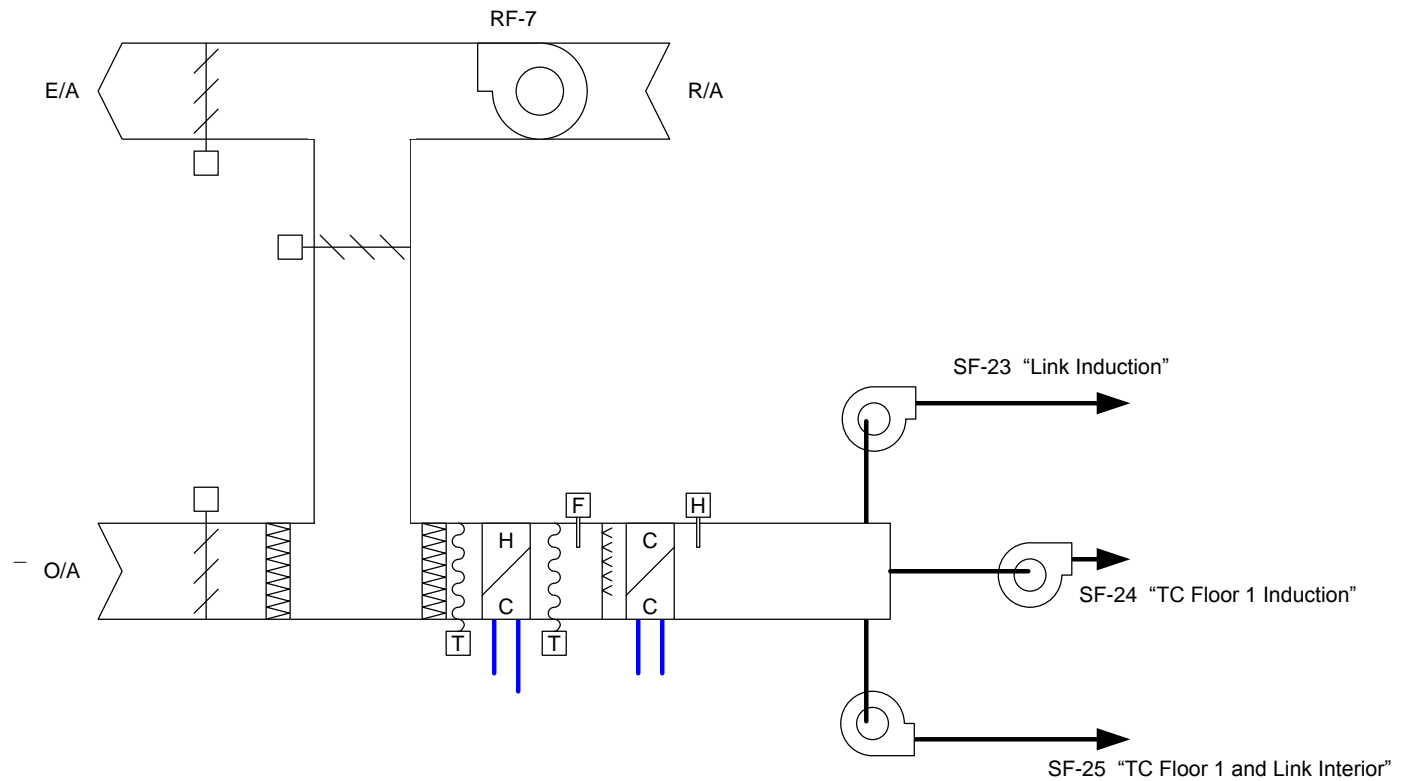 RF-7
E/A
R/A
SF-23 “Link Induction”
F
H
H
C
C
C
O/A
T
T
SF-24 “TC Floor 1 Induction”
SF-25 “TC Floor 1 and Link Interior”